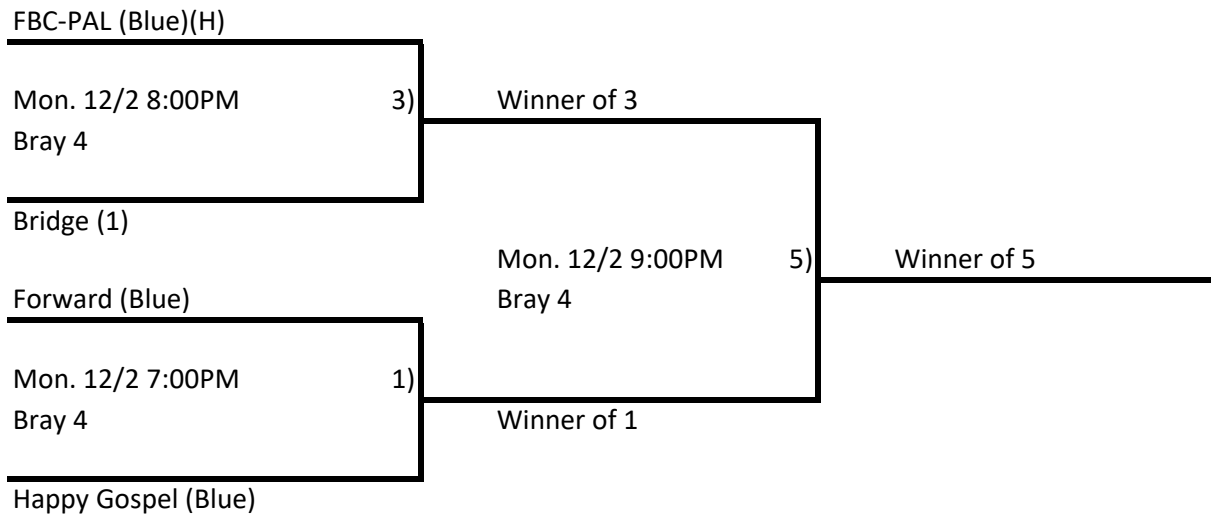 FBC-PAL (Blue)(H)
Mon. 12/2 8:00PM 3) Winner of 3
Bray 4
Bridge (1)
Mon. 12/2 9:00PM 5) Winner of 5
Forward (Blue) Bray 4
Mon. 12/2 7:00PM 1)
Bray 4 Winner of 1
Happy Gospel (Blue)